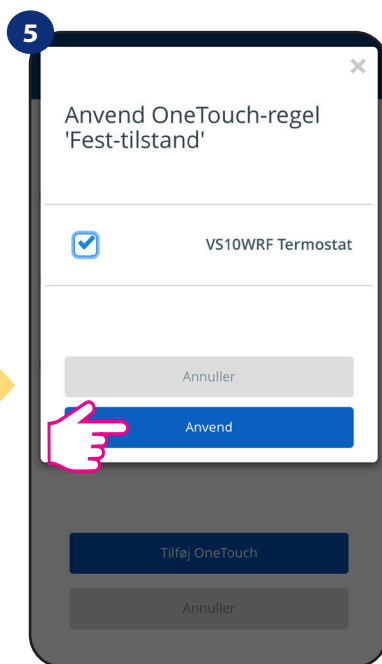 5
×
Anvend OneTouch-regel
'Fest-tilstand'
VS10WRF Termostat
Annuller
Anvend
Tilføj OneTouch
Annuller